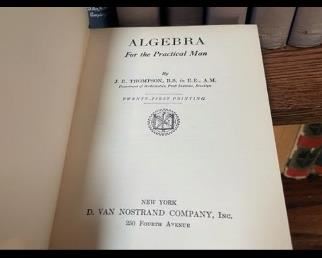 ALGEBRA
For the Practical Man
By
J. E. THOMPSON, B.S. in E.E., A.M.
Department of Mathematics, Pratt Institute, Brooklyn
TWENTY-FIRST PRINTING
NEW YORK
D. VAN NOSTRAND COMPANY, INC.
250 FOURTH AVENUE